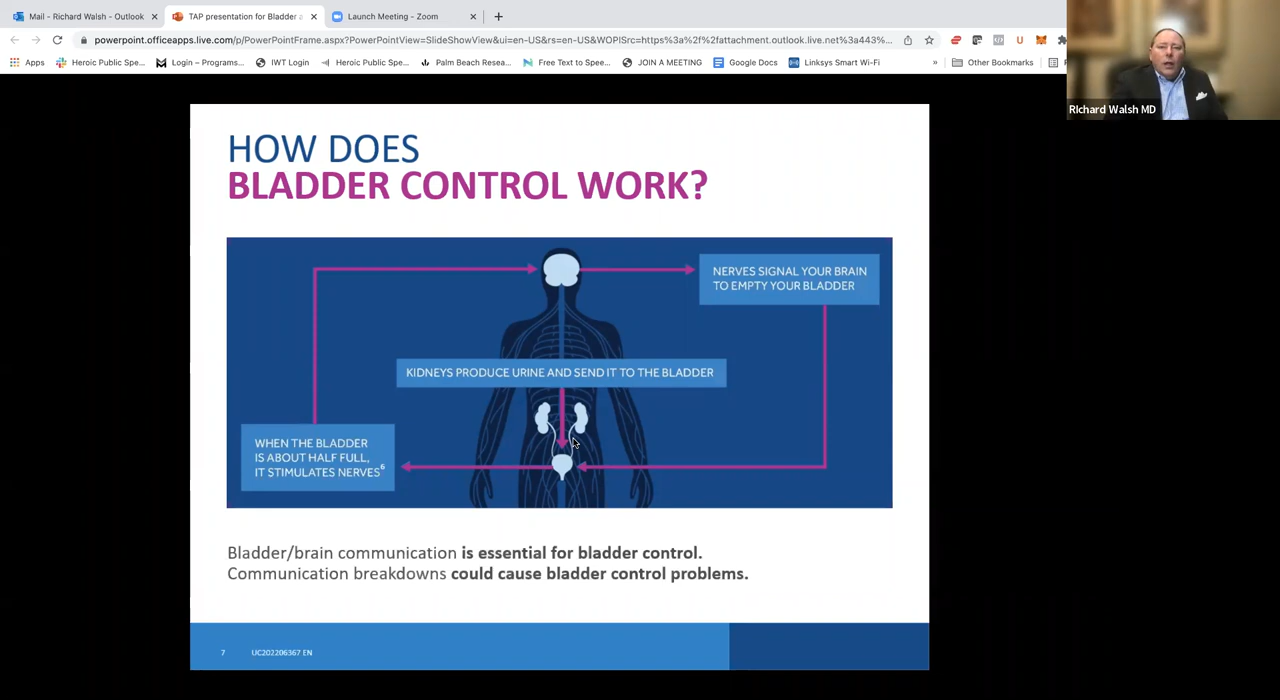 Mail - Richard Walsh - Outlook
TAP presentation for Bladder a
Launch Meeting - Zoom
powerpoint.officeapps.live.com/p/PowerPointFrame.aspx?PowerPointView=SlideShowView&ui=en-US&rs=en-US&WOPISrc=https%3a%2f%2fattachment.outlook.live.net%3a443%...
Apps
Heroic Public Spe...
Login – Programs...
IWT Login
Heroic Public Spe...
Palm Beach Resea...
Free Text to Spee...
JOIN A MEETING
Google Docs
Linksys Smart Wi-Fi
»
Other Bookmarks
Richard Walsh MD
HOW DOES
BLADDER CONTROL WORK?
NERVES SIGNAL YOUR BRAIN
TO EMPTY YOUR BLADDER
KIDNEYS PRODUCE URINE AND SEND IT TO THE BLADDER
WHEN THE BLADDER
IS ABOUT HALF FULL,
IT STIMULATES NERVES⁶
Bladder/brain communication is essential for bladder control.
Communication breakdowns could cause bladder control problems.
7
UC202206367 EN